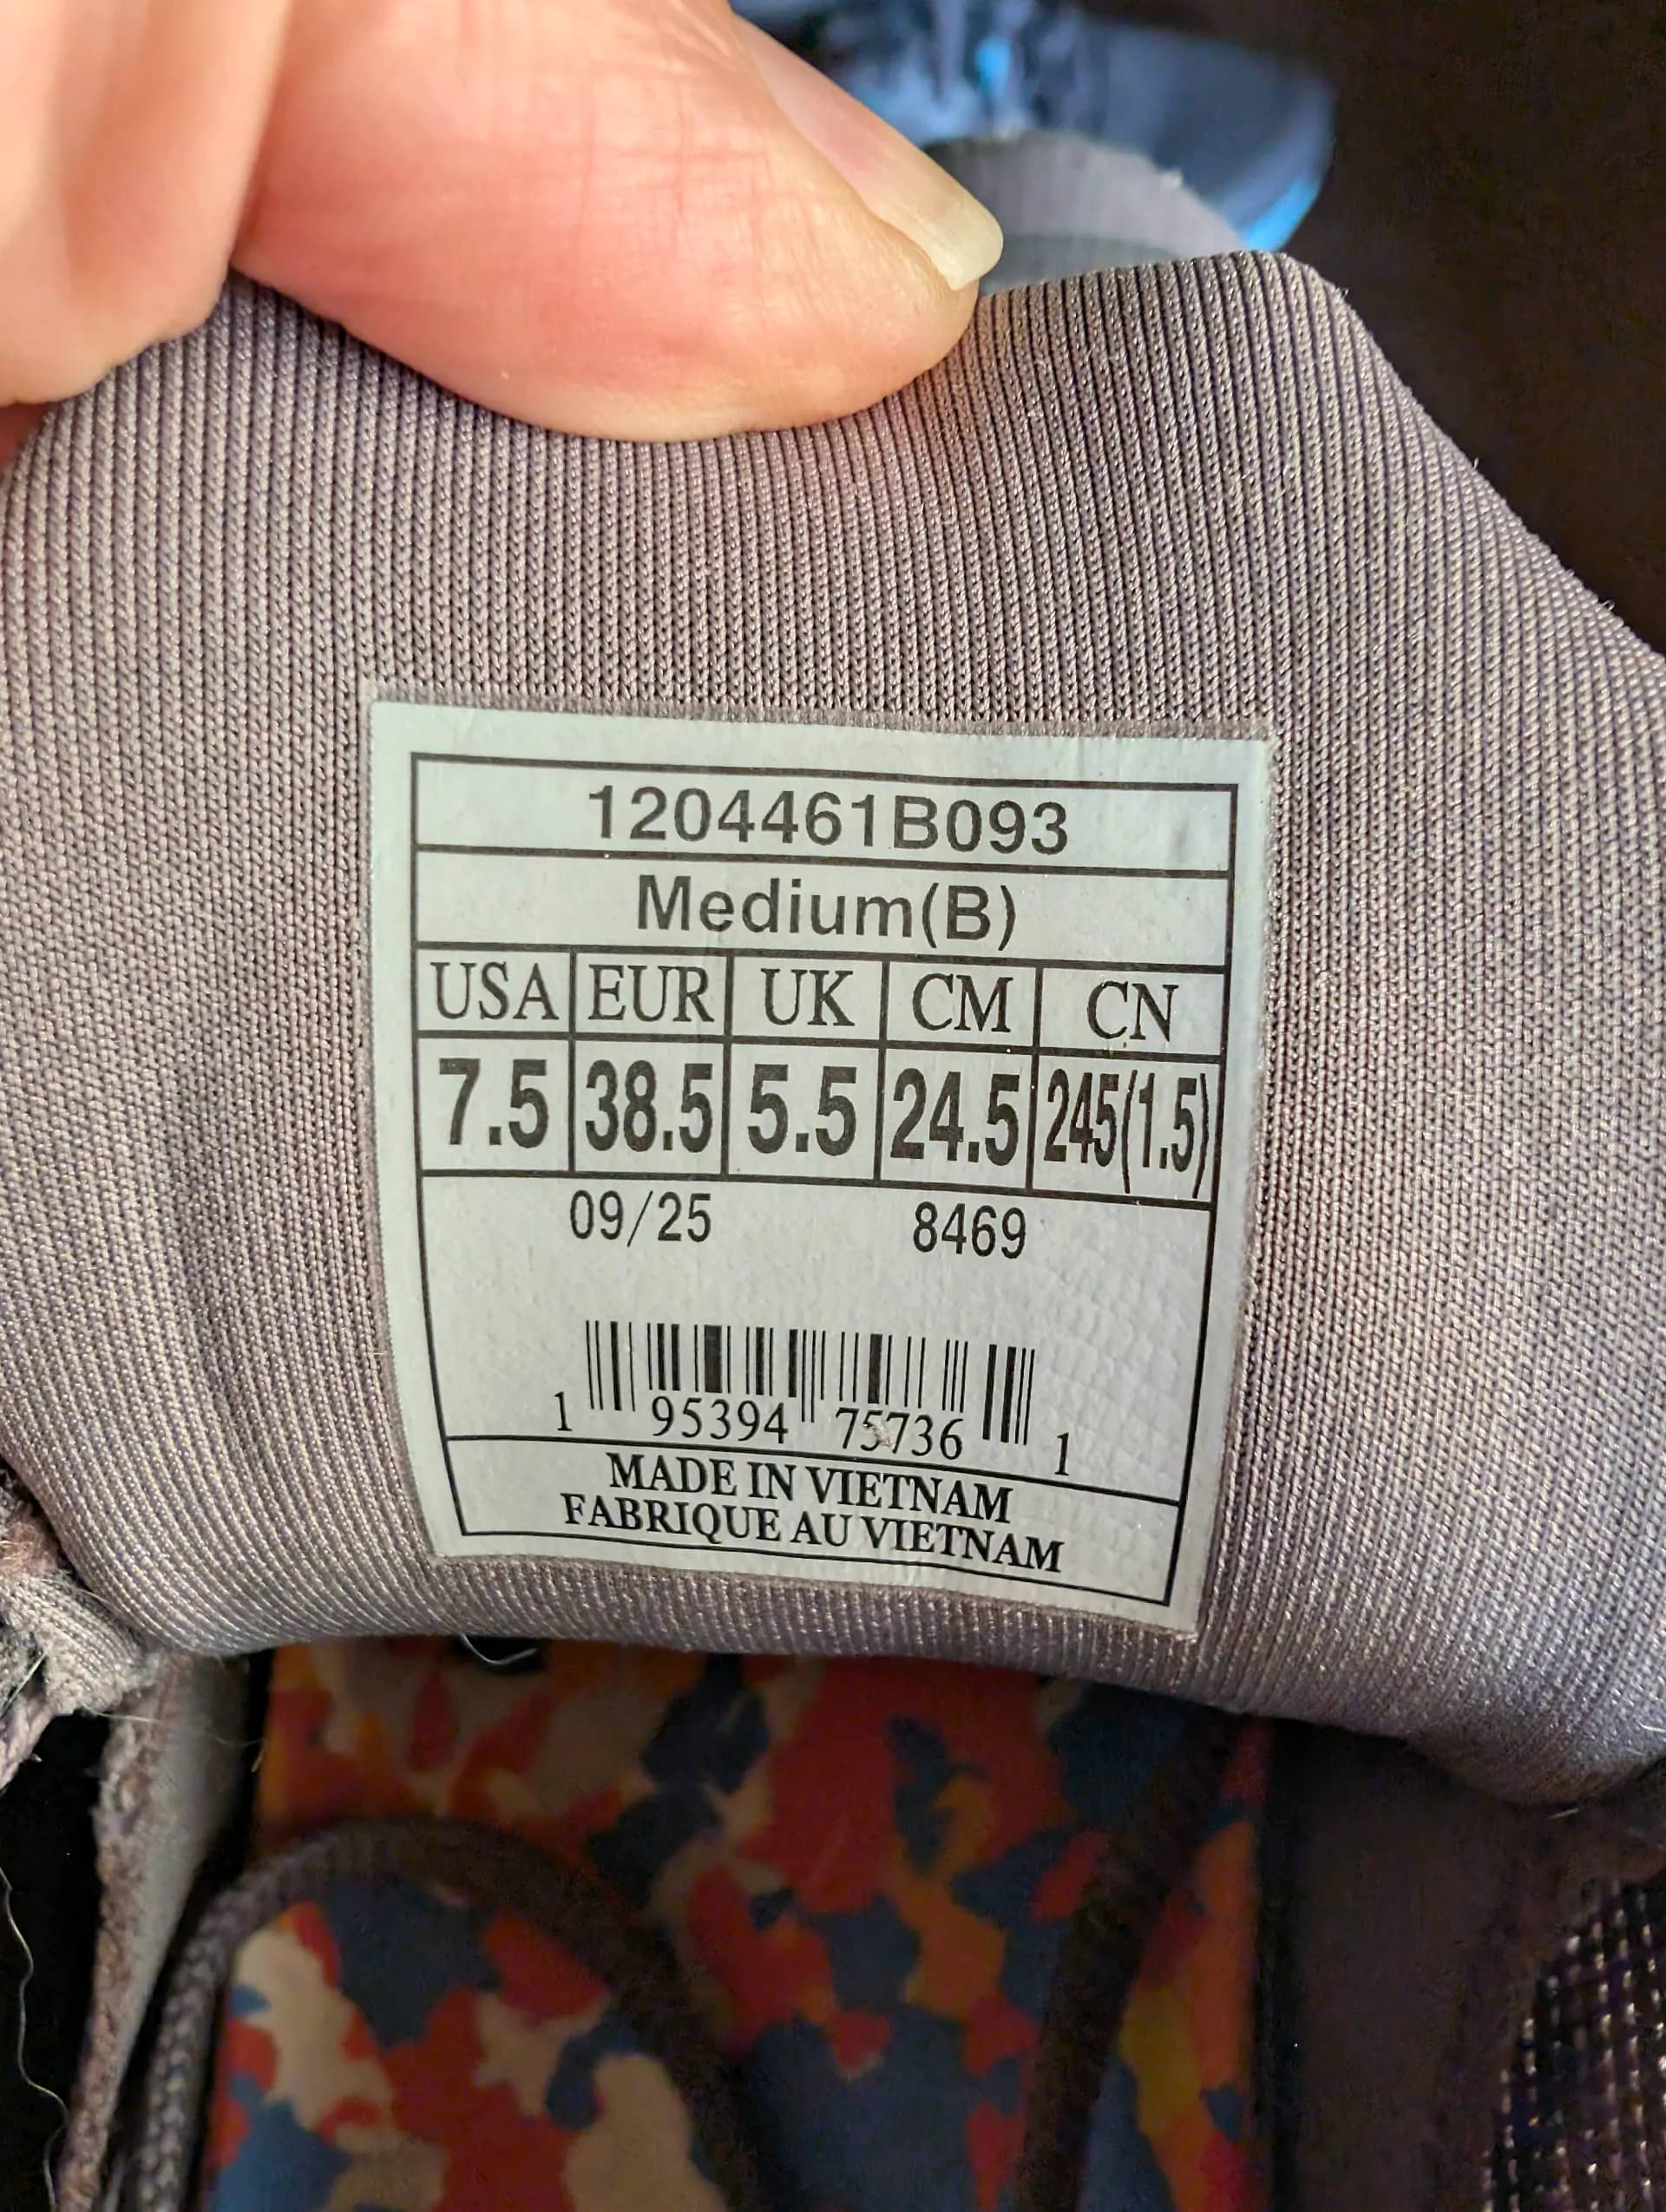 1204461B093
Medium(B)
USA EUR UK CM CN
7.5 38.5 5.5 24.5 245(1.5)
09/25 8469
1 95394 75736 1
MADE IN VIETNAM
FABRIQUE AU VIETNAM